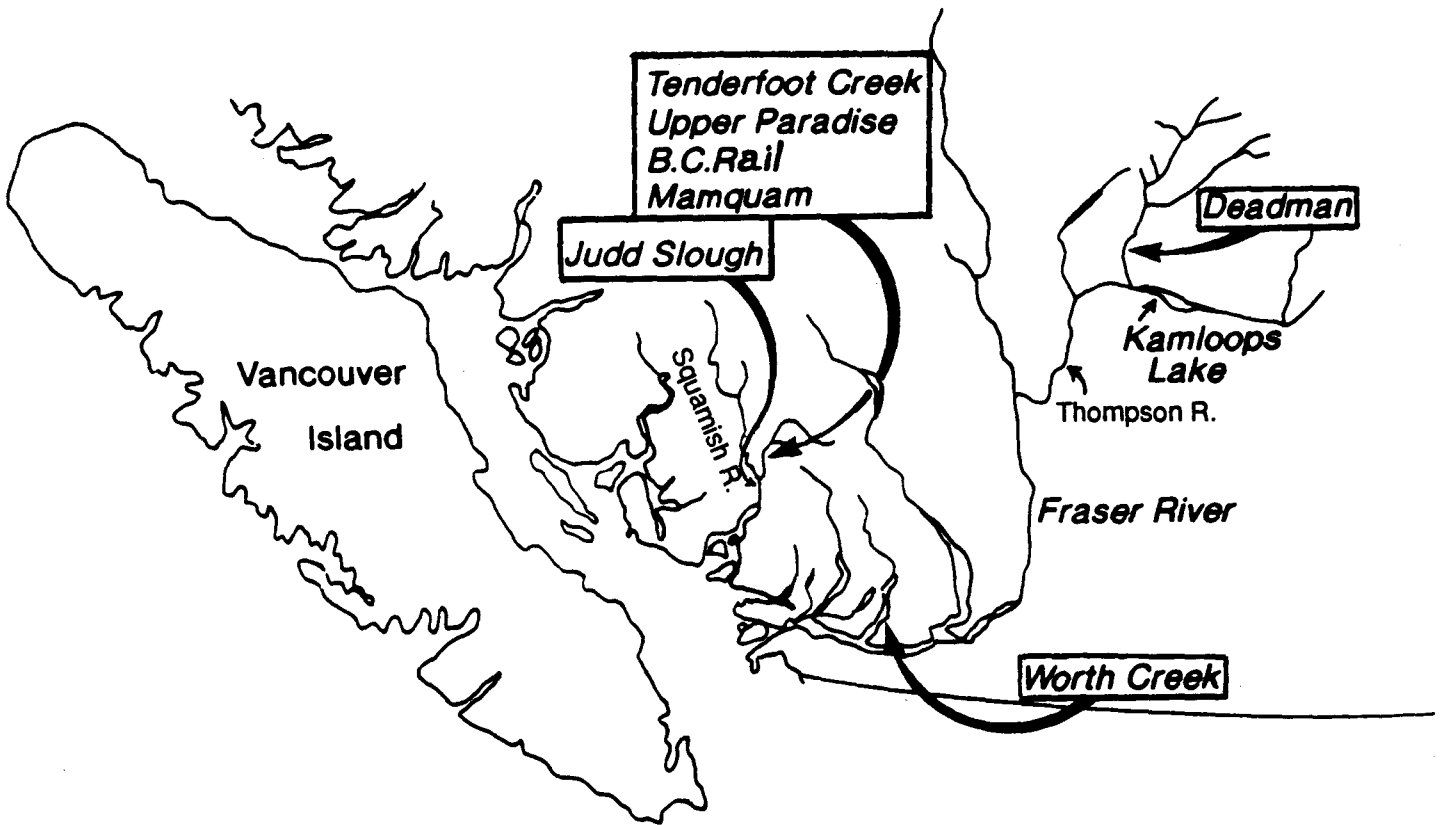 Tenderfoot Creek
Upper Paradise
B.C.Rail
Mamquam
Judd Slough
Deadman
Kamloops
Lake
Thompson R.
Vancouver
Island
Squamish R.
Fraser River
Worth Creek